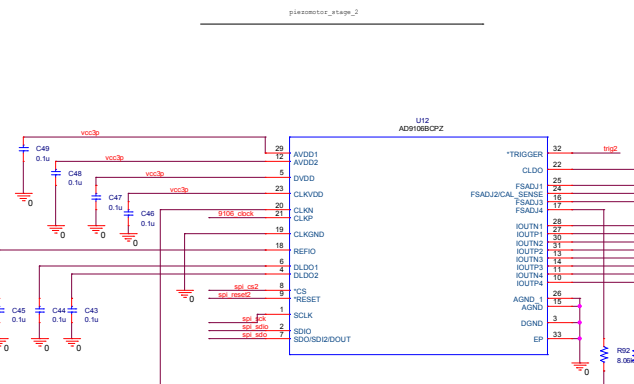 piezomotor_stage_2
U12
AD9106BCPZ
vcc3p
29 AVDD1
12 AVDD2
C49
0.1u
vcc3p
C48
0.1u
vcc3p
5 DVDD
C47
0.1u
vcc3p
23 CLKVDD
C46
0.1u
20 CLKN
9106_clock
21 CLKP
19 CLKGND
18 REFIO
6 DLDO1
4 DLDO2
spi_cs2
8 *CS
spi_reset2
9 *RESET
spi_sck
1 SCLK
spi_sdio
2 SDIO
spi_sdo
7 SDO/SDI2/DOUT
C45
0.1u
C44
0.1u
C43
0.1u
*TRIGGER 32
trig2
CLDO 22
FSADJ1 25
FSADJ2/CAL_SENSE 24
FSADJ3 16
FSADJ4 17
IOUTN1 28
IOUTP1 27
IOUTN2 30
IOUTP2 31
IOUTN3 13
IOUTP3 14
IOUTN4 11
IOUTP4 10
AGND_1 26
AGND 15
DGND 3
EP 33
R92
0
0
0
0
0
0
0
0
0